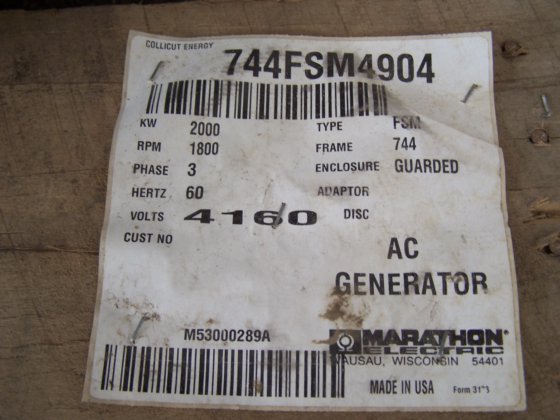 COLLICUT ENERGY
744FSM4904
KW 2000 TYPE FSM
RPM 1800 FRAME 744
PHASE 3 ENCLOSURE GUARDED
HERTZ 60 ADAPTOR
VOLTS 4160 DISC
CUST NO
AC
GENERATOR
M53000289A
MARATHON®
ELECTRIC
WAUSAU, WISCONSIN 54401
MADE IN USA Form